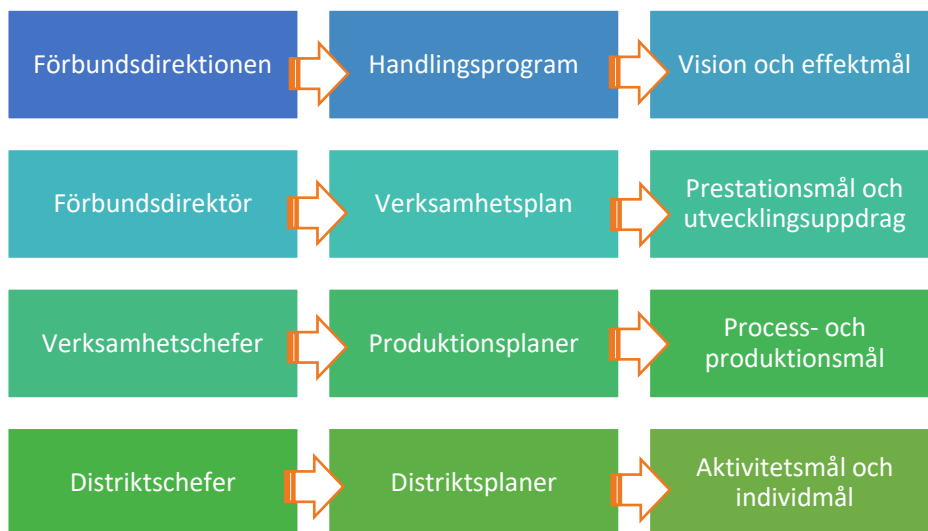 Förbundsdirektionen
Handlingsprogram
Vision och effektmål
Förbundsdirektör
Verksamhetsplan
Prestationsmål och
utvecklingsuppdrag
Verksamhetschefer
Produktionsplaner
Process- och
produktionsmål
Distriktschefer
Distriktsplaner
Aktivitetsmål och
individmål